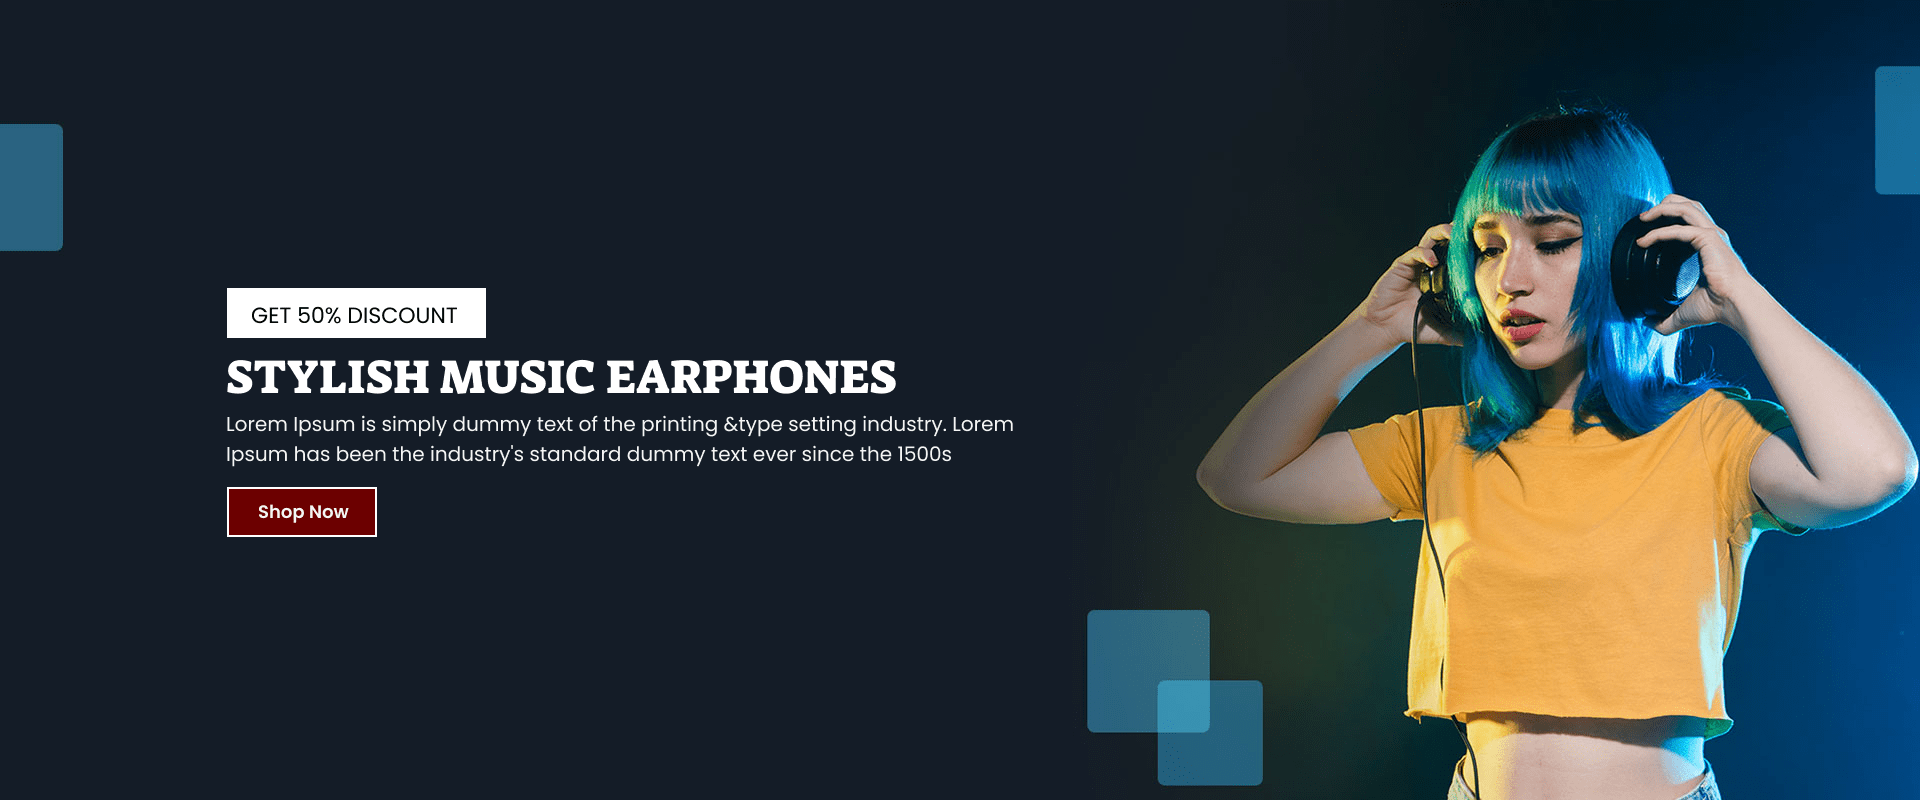 GET 50% DISCOUNT
STYLISH MUSIC EARPHONES
Lorem Ipsum is simply dummy text of the printing &type setting industry. Lorem
Ipsum has been the industry's standard dummy text ever since the 1500s
Shop Now